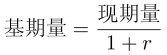 基期量 = 现期量 / (1 + r)